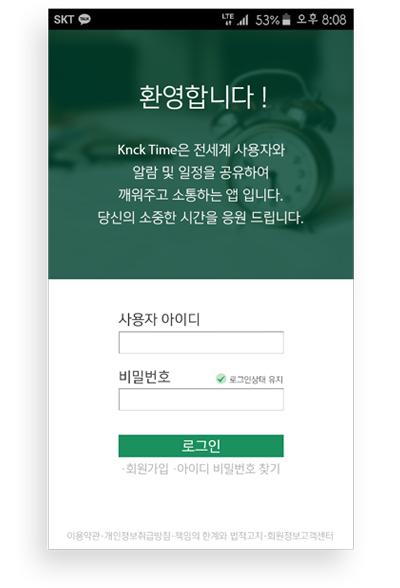 SKT TALK LTE 53% 오후 8:08
환영합니다 !
Knck Time은 전세계 사용자와
알람 및 일정을 공유하여
깨워주고 소통하는 앱 입니다.
당신의 소중한 시간을 응원 드립니다.
사용자 아이디
비밀번호 로그인상태 유지
로그인
·회원가입 ·아이디 비밀번호 찾기
이용약관·개인정보취급방침·책임의 한계와 법적고지·회원정보고객센터